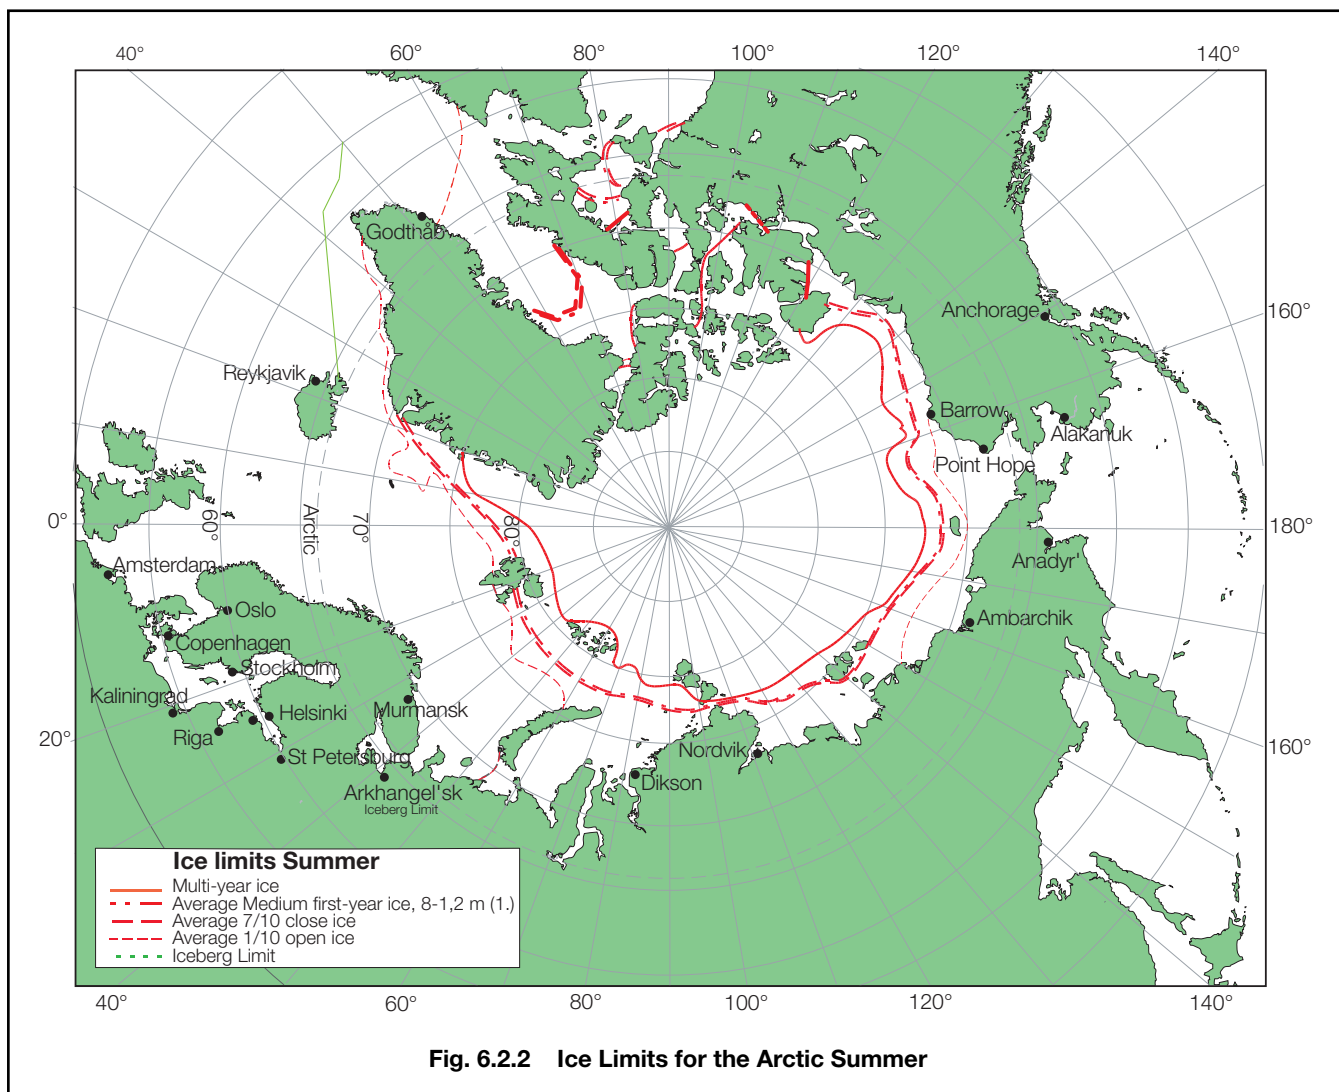 40° 60° 80° 100° 120° 140°
Godthåb
Anchorage
160°
Reykjavik
Barrow
Alakanuk
Point Hope
0° 60° Arctic 70° 80° 180°
Anadyr'
Amsterdam
Oslo
Ambarchik
Copenhagen
Stockholm
Kaliningrad
Helsinki
Murmansk
Riga
20°
St Petersburg
Nordvik
160°
Arkhangel'sk
Dikson
Iceberg Limit
Ice limits Summer
Multi-year ice
Average Medium first-year ice, 8-1,2 m (1.)
Average 7/10 close ice
Average 1/10 open ice
Iceberg Limit
40° 60° 80° 100° 120° 140°
Fig. 6.2.2 Ice Limits for the Arctic Summer